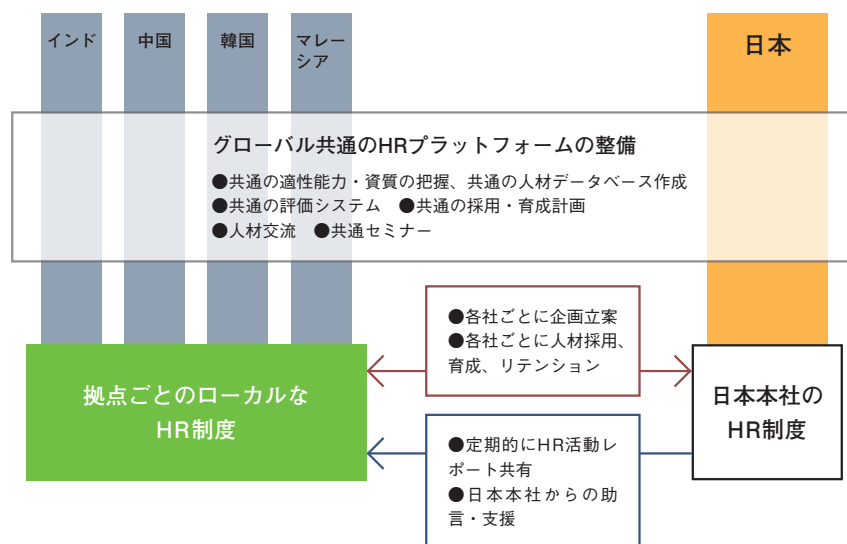 インド
中国
韓国
マレー
シア
日本
グローバル共通のHRプラットフォームの整備
●共通の適性能力・資質の把握、共通の人材データベース作成
●共通の評価システム　●共通の採用・育成計画
●人材交流　●共通セミナー
●各社ごとに企画立案
●各社ごとに人材採用、
育成、リテンション
拠点ごとのローカルな
HR制度
日本本社の
HR制度
●定期的にHR活動レ
ポート共有
●日本本社からの助
言・支援